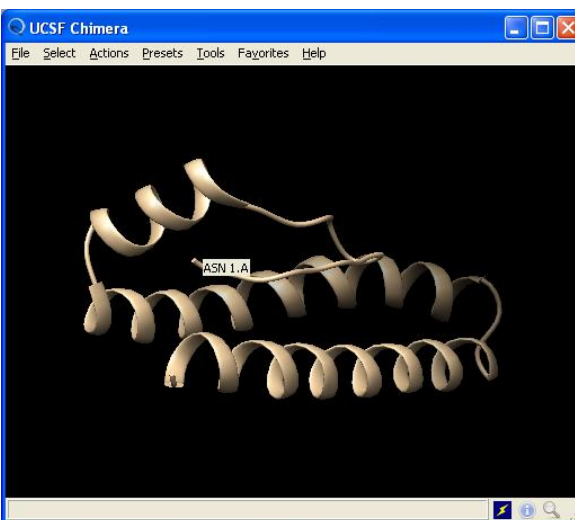 UCSF Chimera
File Select Actions Presets Tools Favorites Help
ASN 1.A